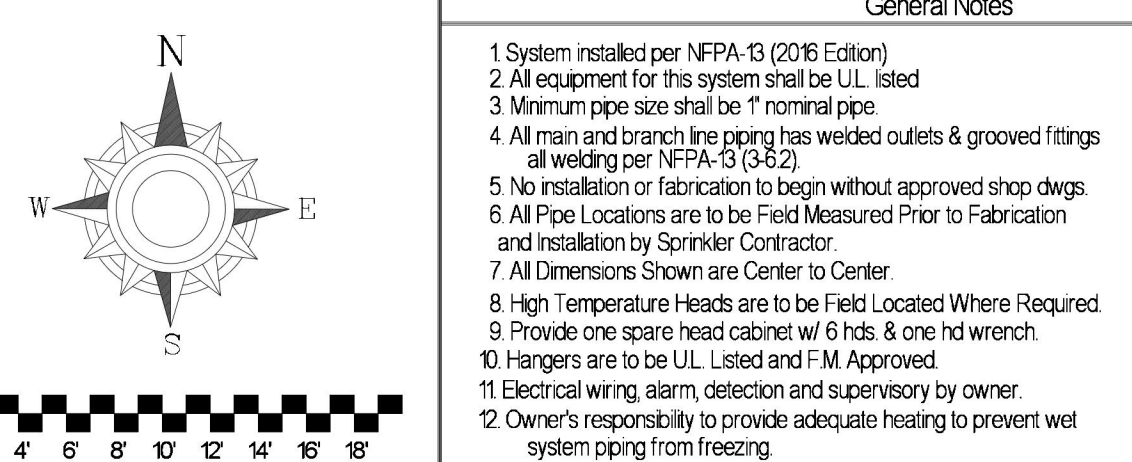 General Notes
N
W
E
S
4' 6' 8' 10' 12' 14' 16' 18'
1. System installed per NFPA-13 (2016 Edition)
2. All equipment for this system shall be U.L. listed
3. Minimum pipe size shall be 1" nominal pipe.
4. All main and branch line piping has welded outlets & grooved fittings
all welding per NFPA-13 (3-6.2).
5. No installation or fabrication to begin without approved shop dwgs.
6. All Pipe Locations are to be Field Measured Prior to Fabrication
and Installation by Sprinkler Contractor.
7. All Dimensions Shown are Center to Center.
8. High Temperature Heads are to be Field Located Where Required.
9. Provide one spare head cabinet w/ 6 hds. & one hd wrench.
10. Hangers are to be U.L. Listed and F.M. Approved.
11. Electrical wiring, alarm, detection and supervisory by owner.
12. Owner's responsibility to provide adequate heating to prevent wet
system piping from freezing.